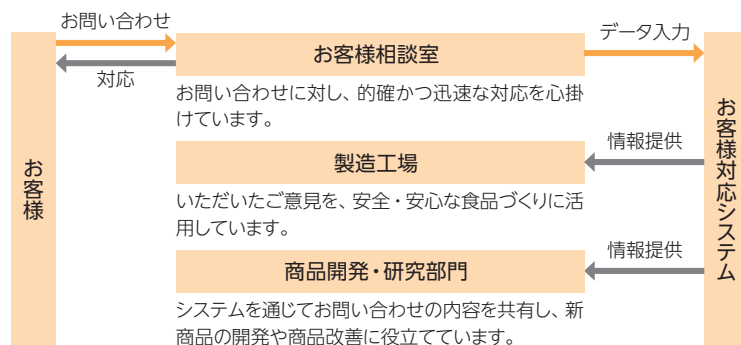 お問い合わせ
対応
お客様
お客様相談室
お問い合わせに対し、的確かつ迅速な対応を心掛
けています。
データ入力
製造工場
いただいたご意見を、安全・安心な食品づくりに活
用しています。
情報提供
商品開発・研究部門
システムを通じてお問い合わせの内容を共有し、新
商品の開発や商品改善に役立てています。
情報提供
お客様対応システム